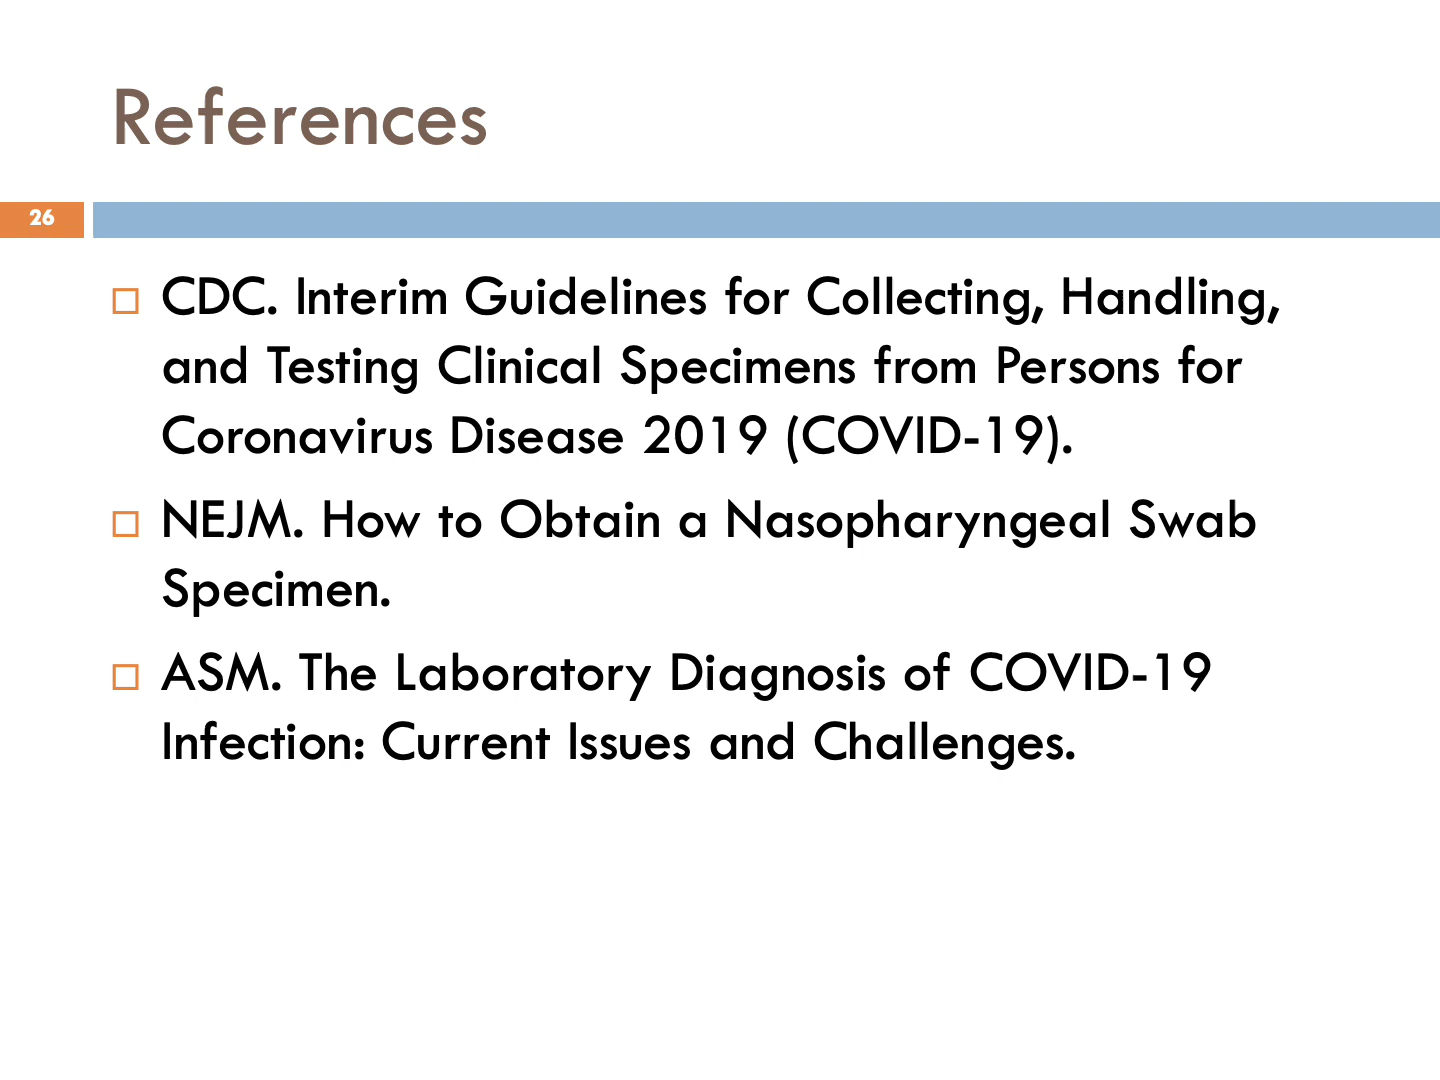 References
26
CDC. Interim Guidelines for Collecting, Handling,
and Testing Clinical Specimens from Persons for
Coronavirus Disease 2019 (COVID-19).
NEJM. How to Obtain a Nasopharyngeal Swab
Specimen.
ASM. The Laboratory Diagnosis of COVID-19
Infection: Current Issues and Challenges.